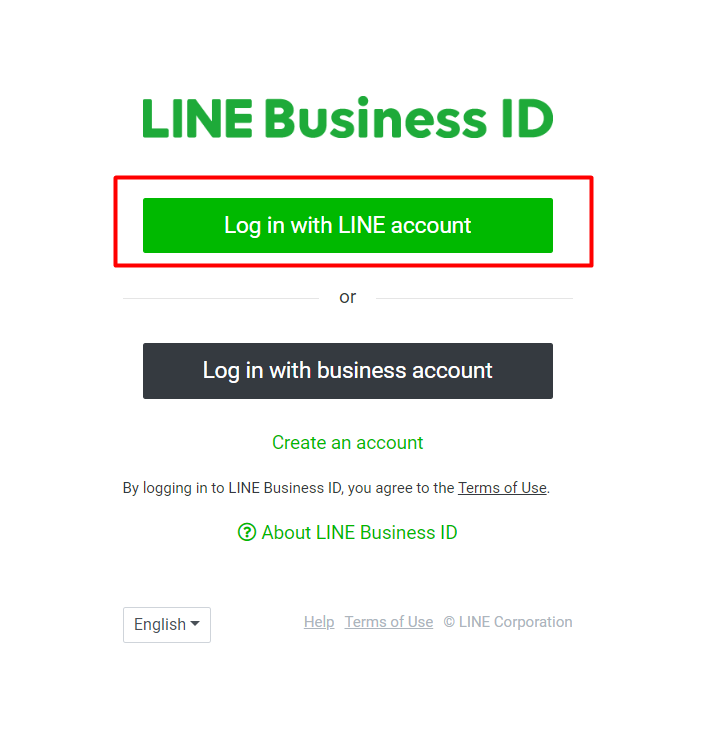 LINE Business ID
Log in with LINE account
or
Log in with business account
Create an account
By logging in to LINE Business ID, you agree to the Terms of Use.
About LINE Business ID
English
Help Terms of Use © LINE Corporation